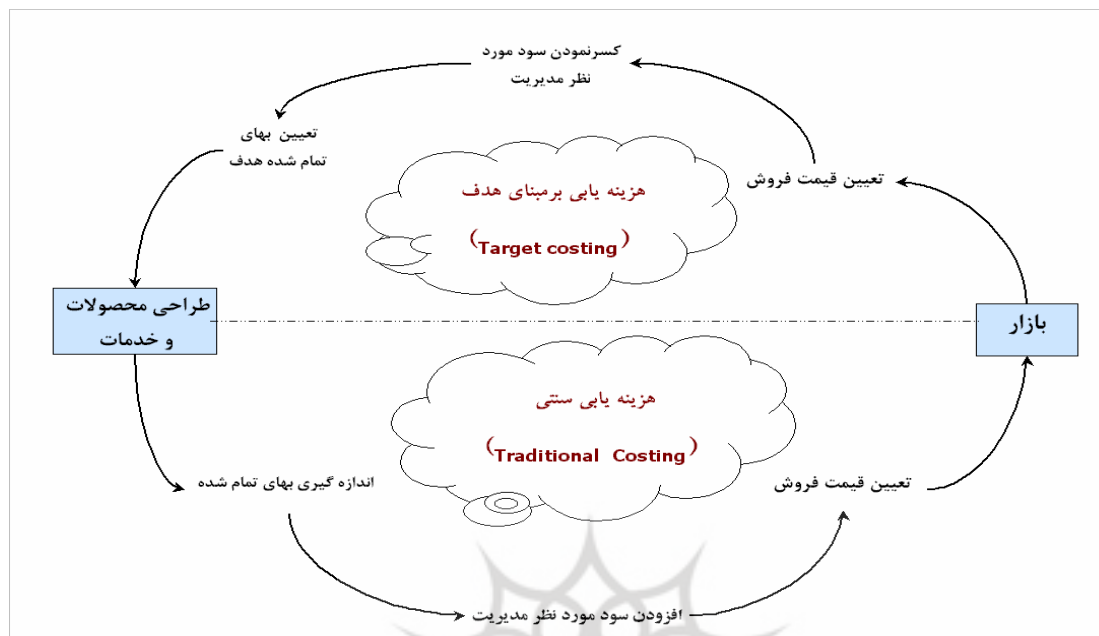 کسرنمودن سود مورد
نظر مدیریت
تعیین بهای
تمام شده هدف
تعیین قیمت فروش
هزینه یابی برمبنای هدف
(Target costing)
طراحی محصولات
و خدمات
بازار
هزینه یابی سنتی
(Traditional Costing)
اندازه گیری بهای تمام شده
تعیین قیمت فروش
افزودن سود مورد نظر مدیریت